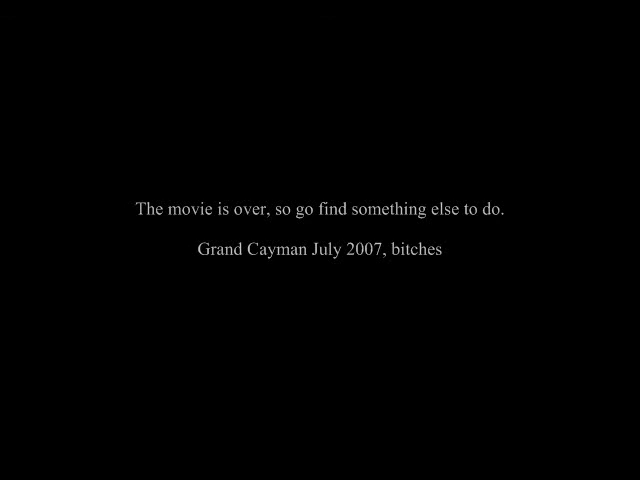 The movie is over, so go find something else to do.
Grand Cayman July 2007, bitches